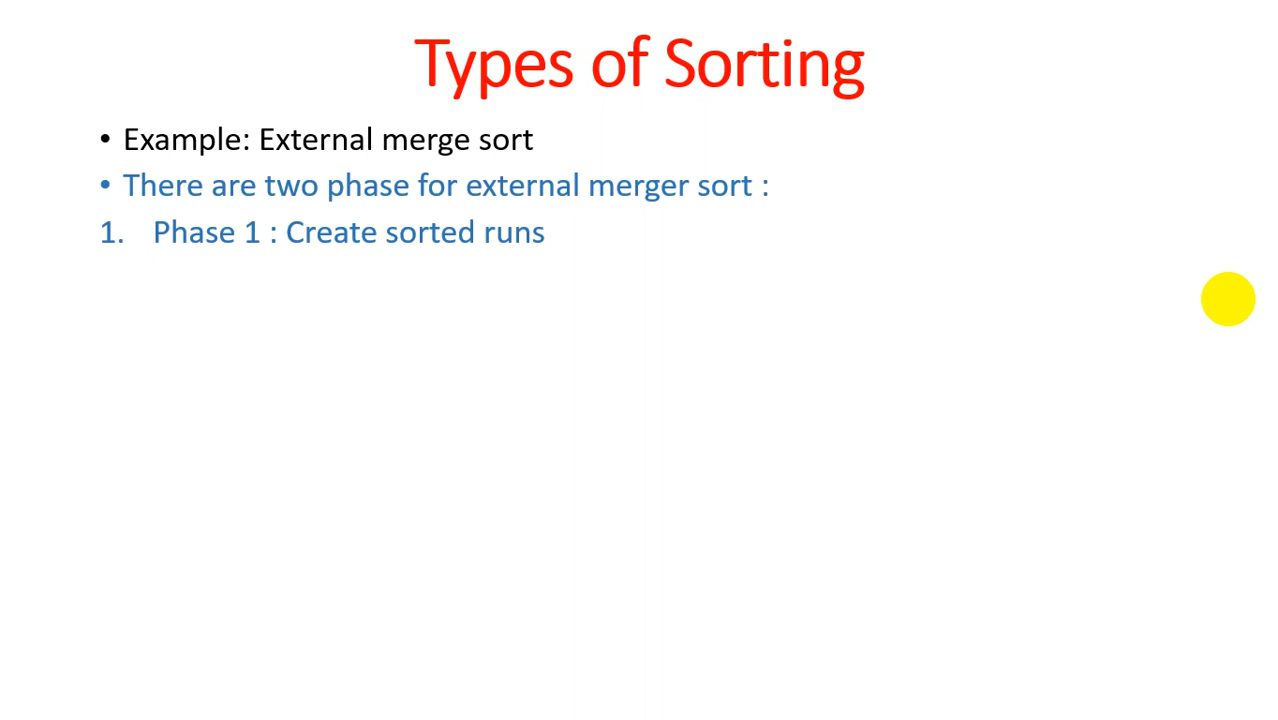 Types of Sorting
• Example: External merge sort
• There are two phase for external merger sort :
1. Phase 1 : Create sorted runs